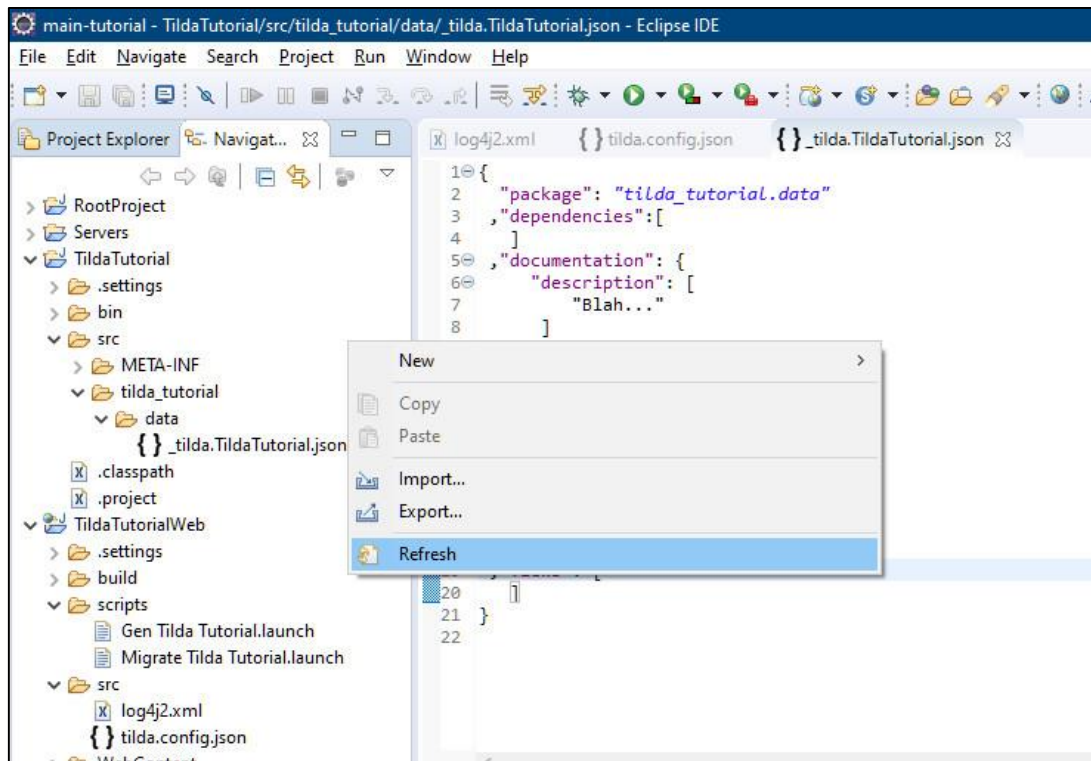 main-tutorial - TildaTutorial/src/tilda_tutorial/data/_tilda.TildaTutorial.json - Eclipse IDE
File Edit Navigate Search Project Run Window Help
Project Explorer Navigat...
RootProject
Servers
TildaTutorial
.settings
bin
src
META-INF
tilda_tutorial
data
{ } _tilda.TildaTutorial.json
.classpath
.project
TildaTutorialWeb
.settings
build
scripts
Gen Tilda Tutorial.launch
Migrate Tilda Tutorial.launch
src
log4j2.xml
{ } tilda.config.json
log4j2.xml { } tilda.config.json { } _tilda.TildaTutorial.json
1 {
2 "package": "tilda_tutorial.data"
3 ,"dependencies":[
4 ]
5 ,"documentation": {
6 "description": [
7 "Blah..."
8 ]
New >
Copy
Paste
Import...
Export...
Refresh
20 ]
21 }
22